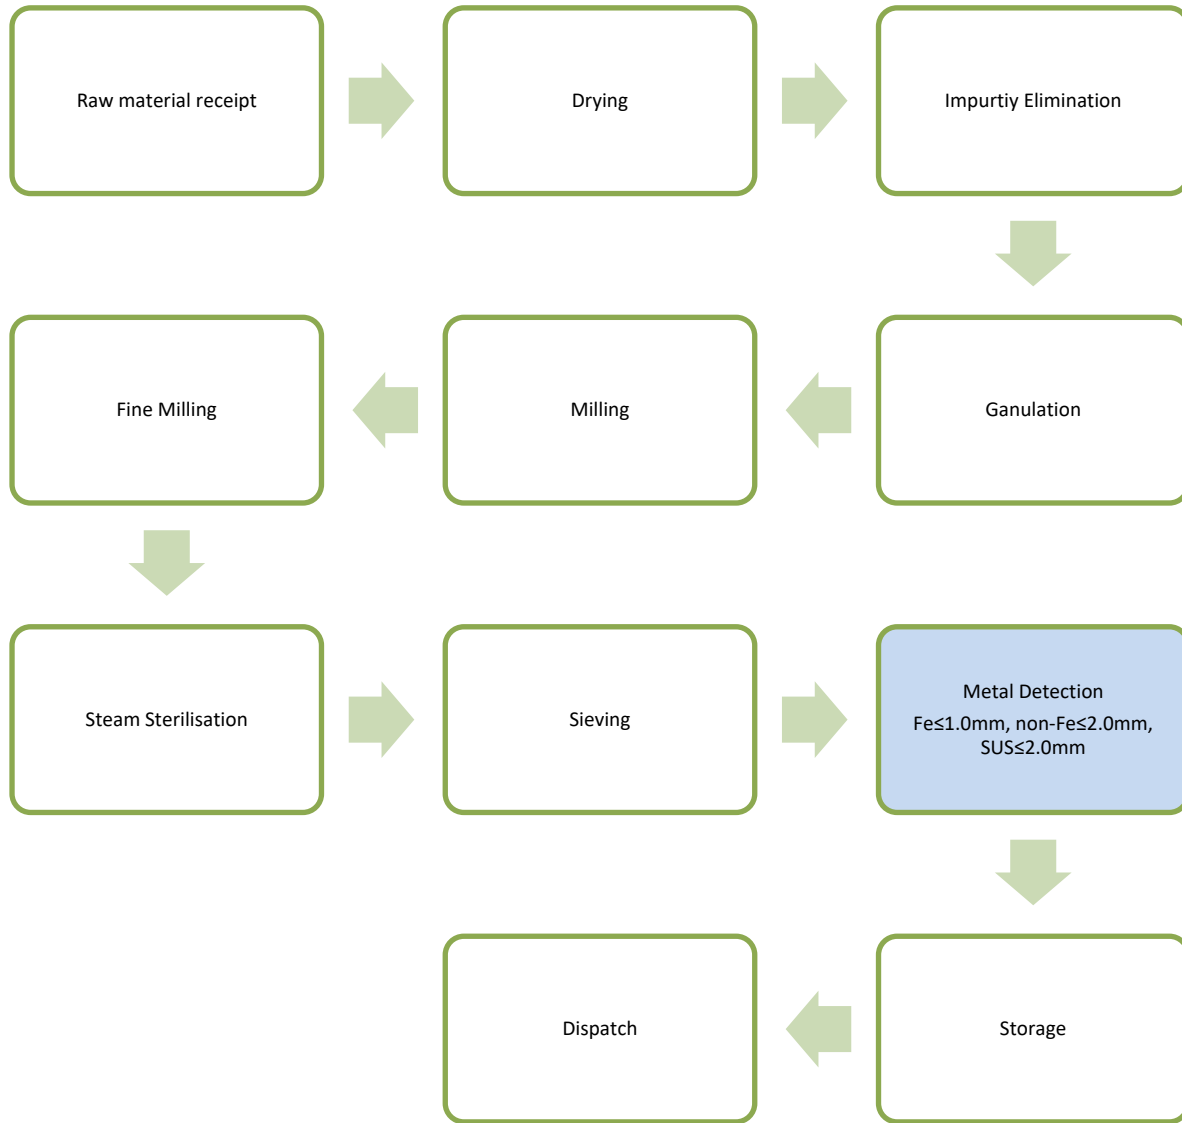 Raw material receipt
Drying
Impurtiy Elimination
Ganulation
Milling
Fine Milling
Steam Sterilisation
Sieving
Metal Detection
Fe≤1.0mm, non-Fe≤2.0mm,
SUS≤2.0mm
Storage
Dispatch